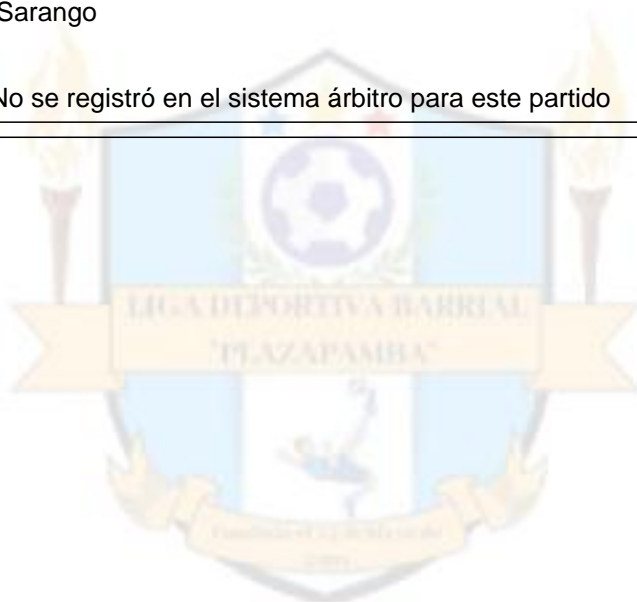 Sarango
No se registró en el sistema árbitro para este partido
LIGA DEPORTIVA BARRIAL
"PLAZAPAMBA"